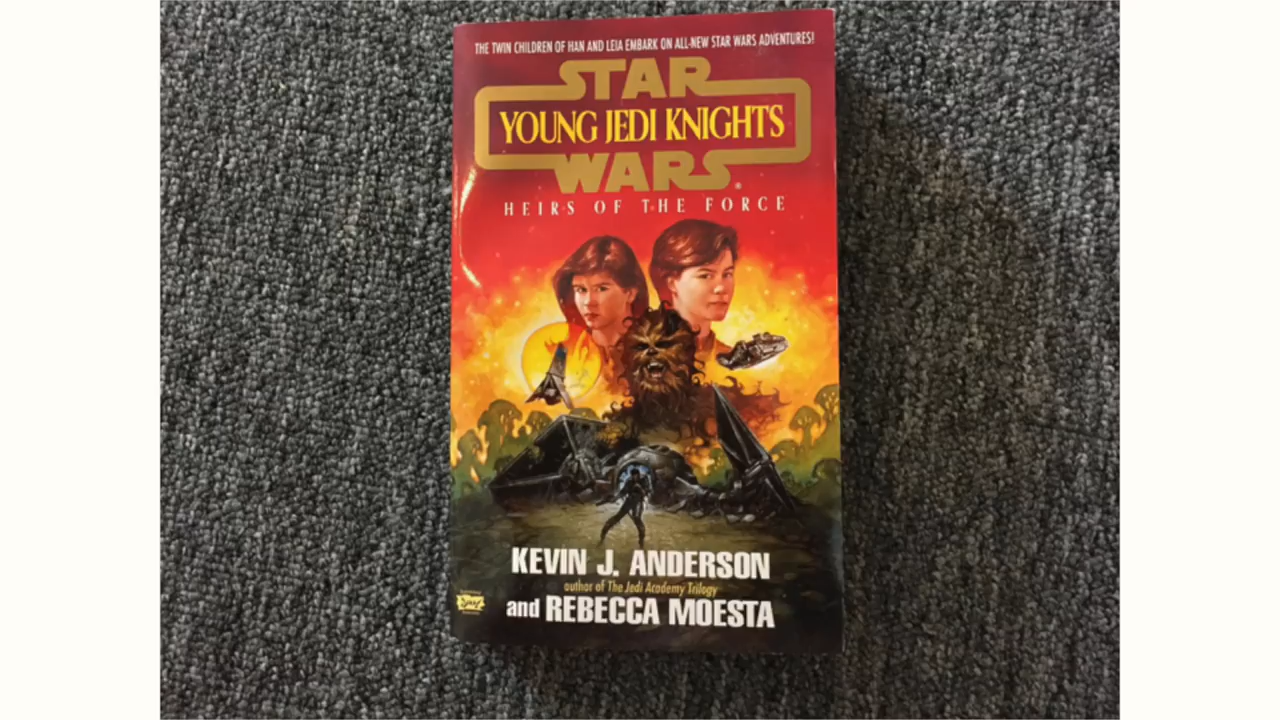 THE TWIN CHILDREN OF HAN AND LEIA EMBARK ON ALL-NEW STAR WARS ADVENTURES!
STAR
YOUNG JEDI KNIGHTS
WARS®
HEIRS OF THE FORCE
KEVIN J. ANDERSON
author of The Jedi Academy Trilogy
and REBECCA MOESTA